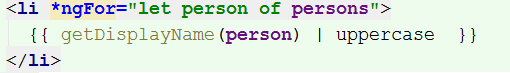 <li *ngFor="let person of persons">
{{ getDisplayName(person) | uppercase  }}
</li>